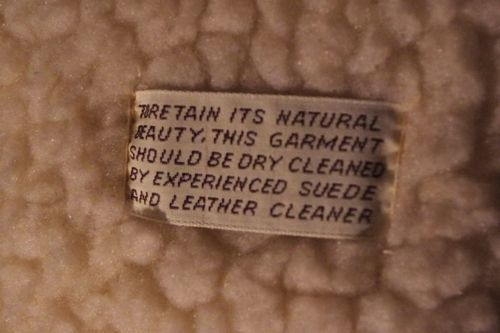 TO RETAIN ITS NATURAL
BEAUTY, THIS GARMENT
SHOULD BE DRY CLEANED
BY EXPERIENCED SUEDE
AND LEATHER CLEANER